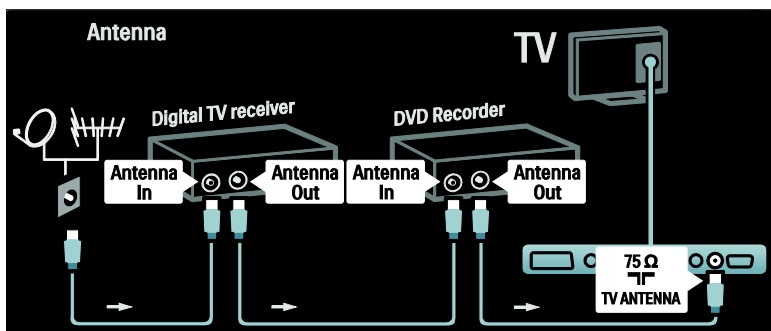 Antenna
TV
Digital TV receiver
DVD Recorder
Antenna
In
Antenna
Out
Antenna
In
Antenna
Out
75 Ω
TV ANTENNA